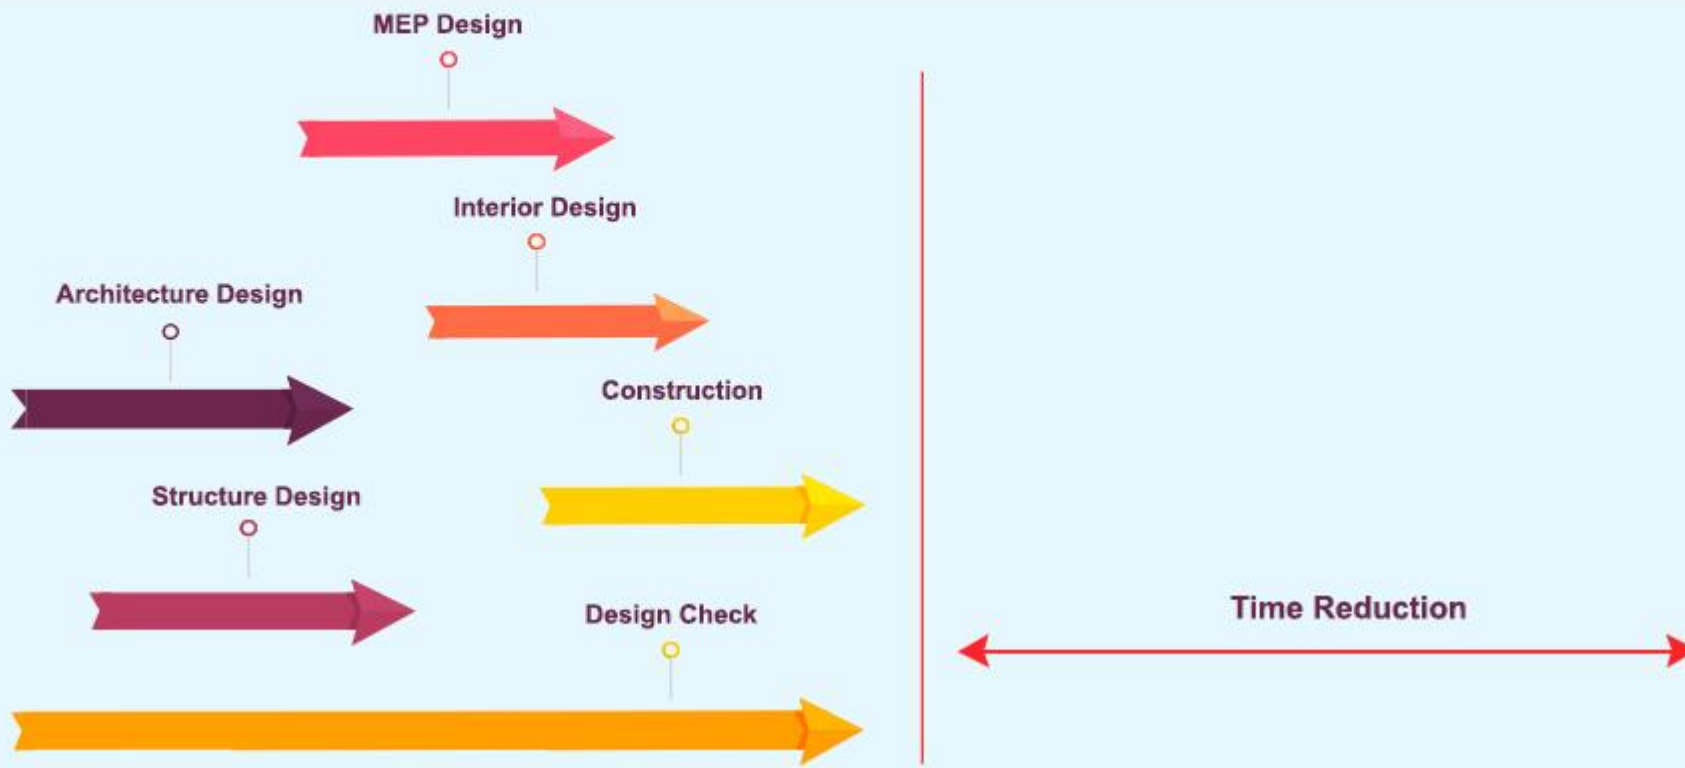 MEP Design
Interior Design
Architecture Design
Construction
Structure Design
Design Check
Time Reduction